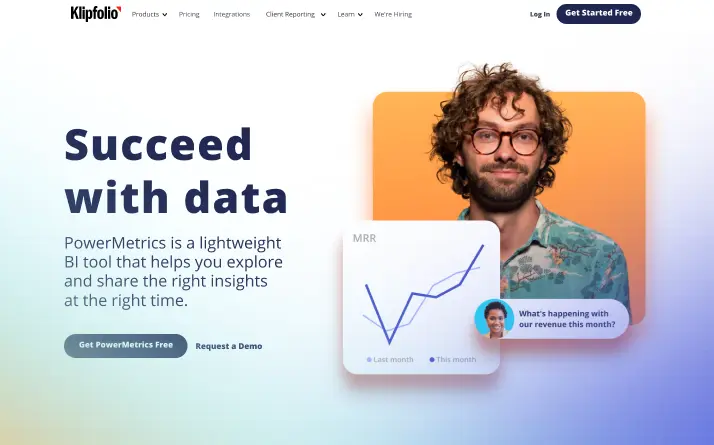 Klipfolio
Products
Pricing
Integrations
Client Reporting
Learn
We're Hiring
Log In
Get Started Free
Succeed
with data
PowerMetrics is a lightweight
BI tool that helps you explore
and share the right insights
at the right time.
Get PowerMetrics Free
Request a Demo
MRR
Last month
This month
What's happening with
our revenue this month?